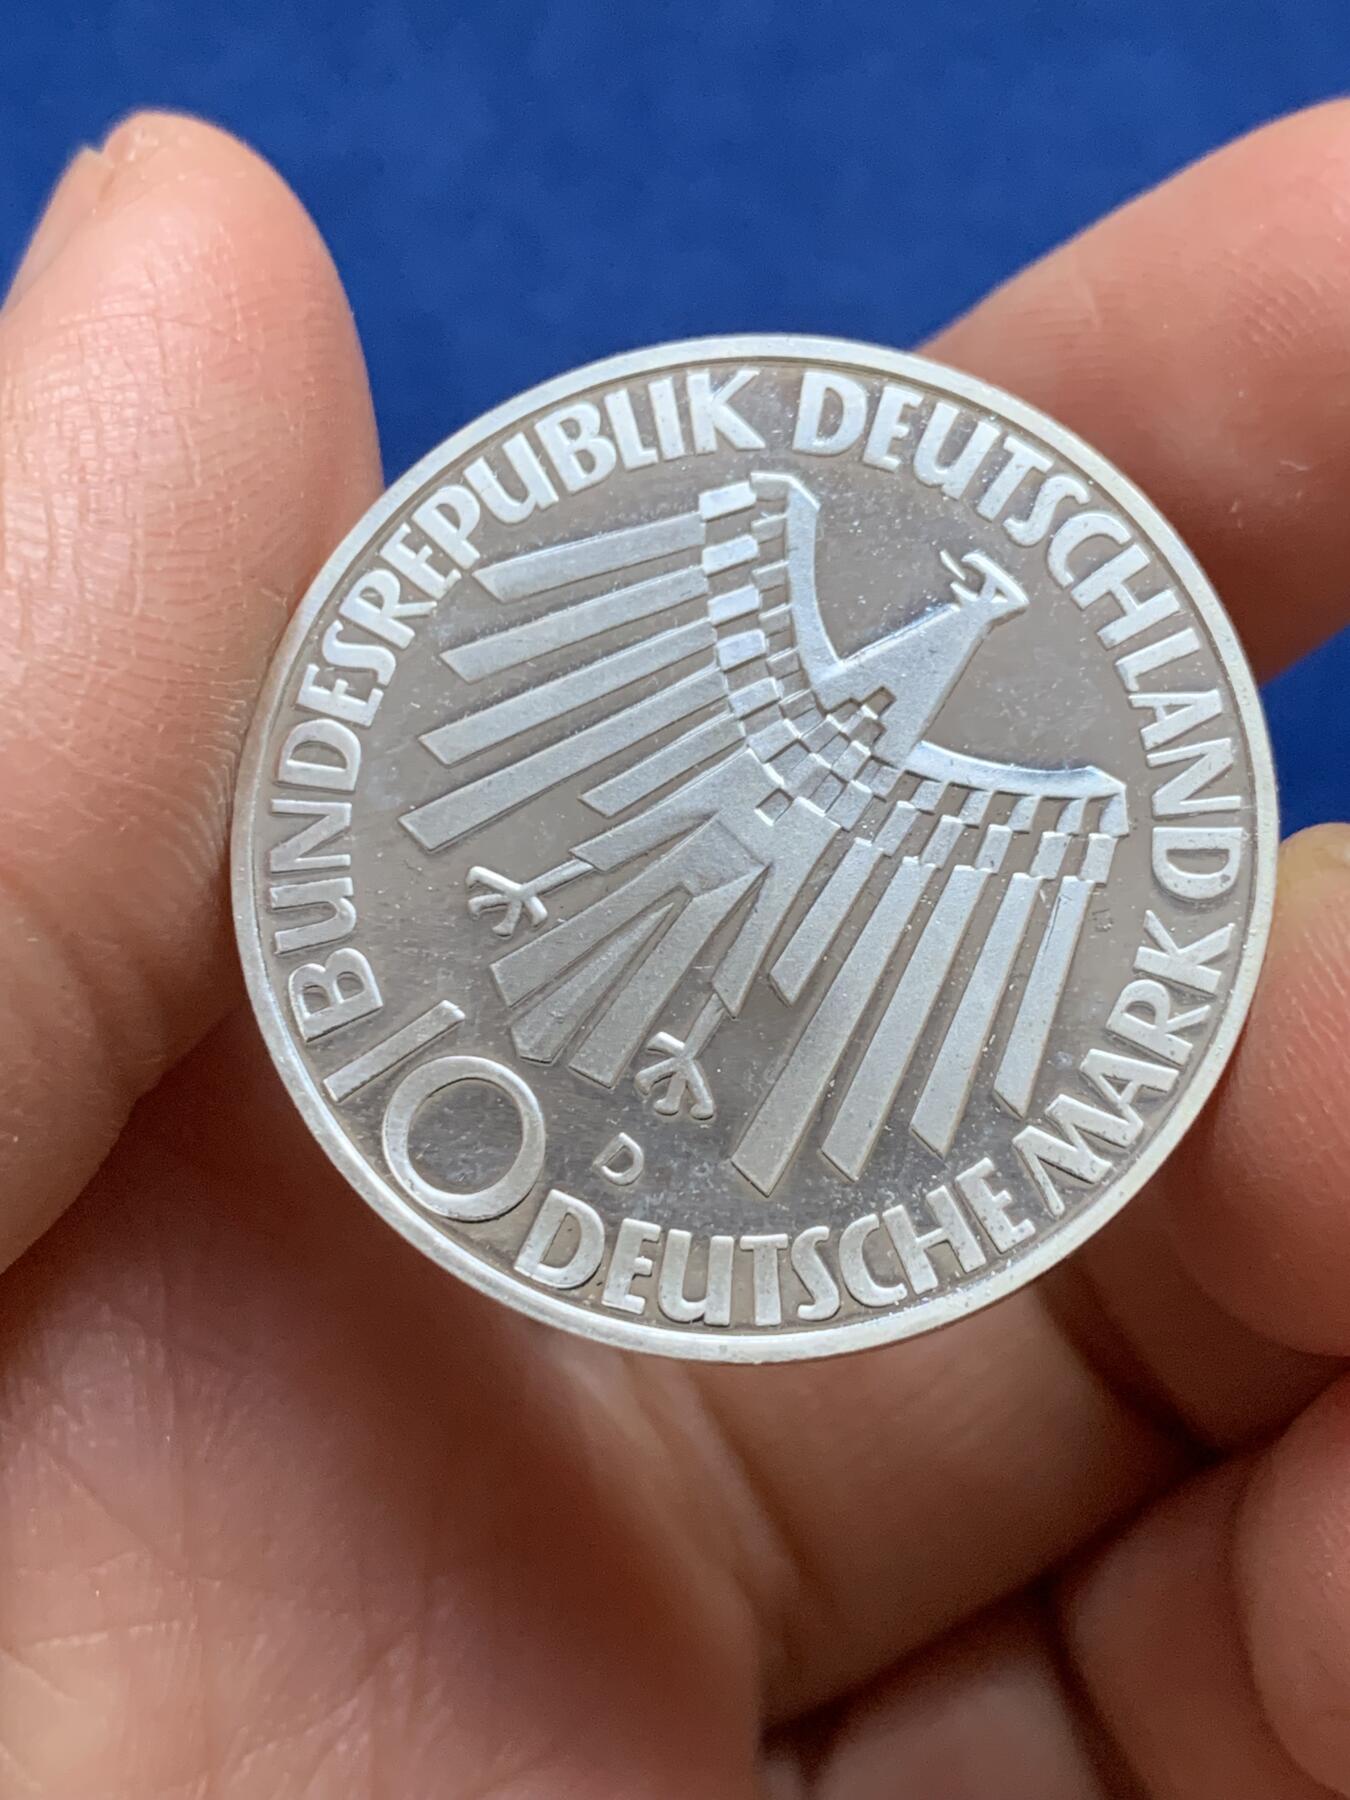 BUNDESREPUBLIK DEUTSCHLAND
10 DEUTSCHE MARK
D